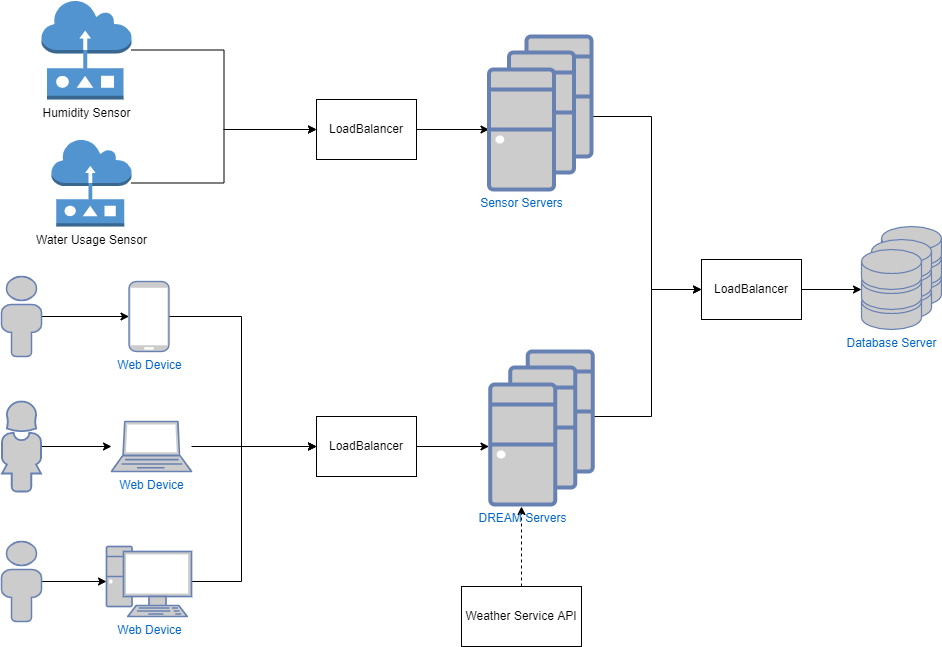 Humidity Sensor
LoadBalancer
Sensor Servers
Water Usage Sensor
LoadBalancer
Database Server
Web Device
LoadBalancer
Web Device
DREAM Servers
Weather Service API
Web Device